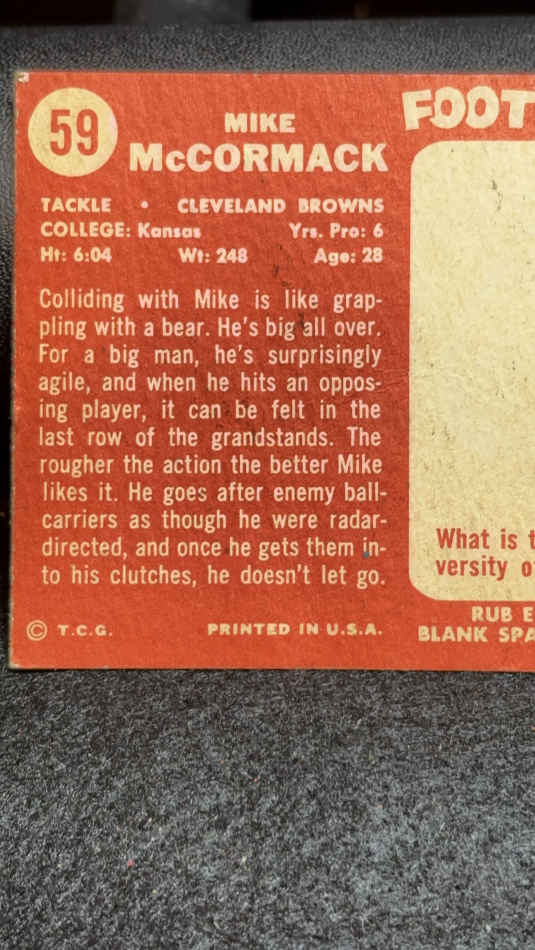 59
MIKE
McCORMACK
TACKLE • CLEVELAND BROWNS
COLLEGE: Kansas Yrs. Pro: 6
Ht: 6:04 Wt: 248 Age: 28
Colliding with Mike is like grap-
pling with a bear. He's big all over.
For a big man, he's surprisingly
agile, and when he hits an oppos-
ing player, it can be felt in the
last row of the grandstands. The
rougher the action the better Mike
likes it. He goes after enemy ball-
carriers as though he were radar-
directed, and once he gets them in-
to his clutches, he doesn't let go.
© T.C.G. PRINTED IN U.S.A.
FOOT
What is t
versity o
RUB E
BLANK SPA